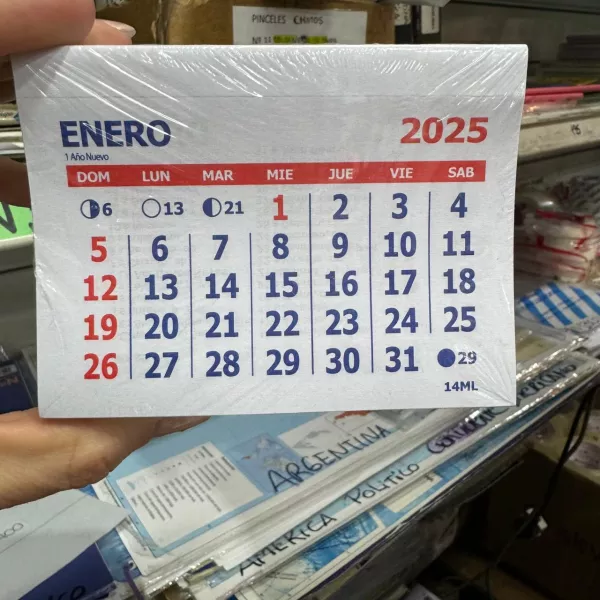 PINCELES CHATOS
ENERO 2025
1 Año Nuevo
DOM LUN MAR MIE JUE VIE SAB
6 13 21 1 2 3 4
5 6 7 8 9 10 11
12 13 14 15 16 17 18
19 20 21 22 23 24 25
26 27 28 29 30 31 29
14ML
ARGENTINA
AMERICA POLITICO